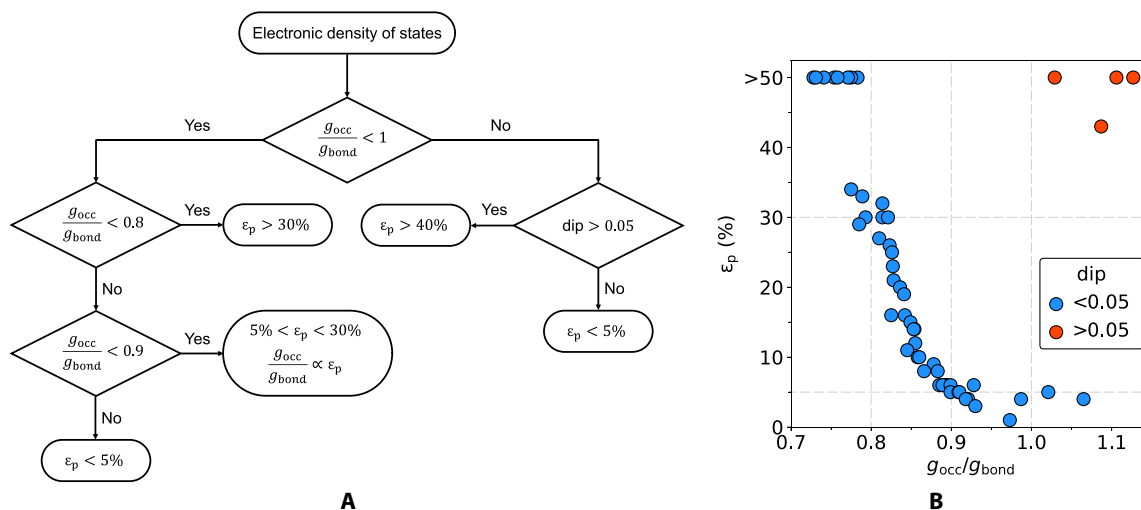 Electronic density of states
Yes
g_occ/g_bond < 1
No
g_occ/g_bond < 0.8
Yes
ε_p > 30%
ε_p > 40%
Yes
dip > 0.05
No
No
g_occ/g_bond < 0.9
Yes
5% < ε_p < 30%
g_occ/g_bond ∝ ε_p
ε_p < 5%
No
ε_p < 5%
A
>50
40
30
20
10
0
ε_p (%)
dip
<0.05
>0.05
0.7 0.8 0.9 1.0 1.1
g_occ/g_bond
B